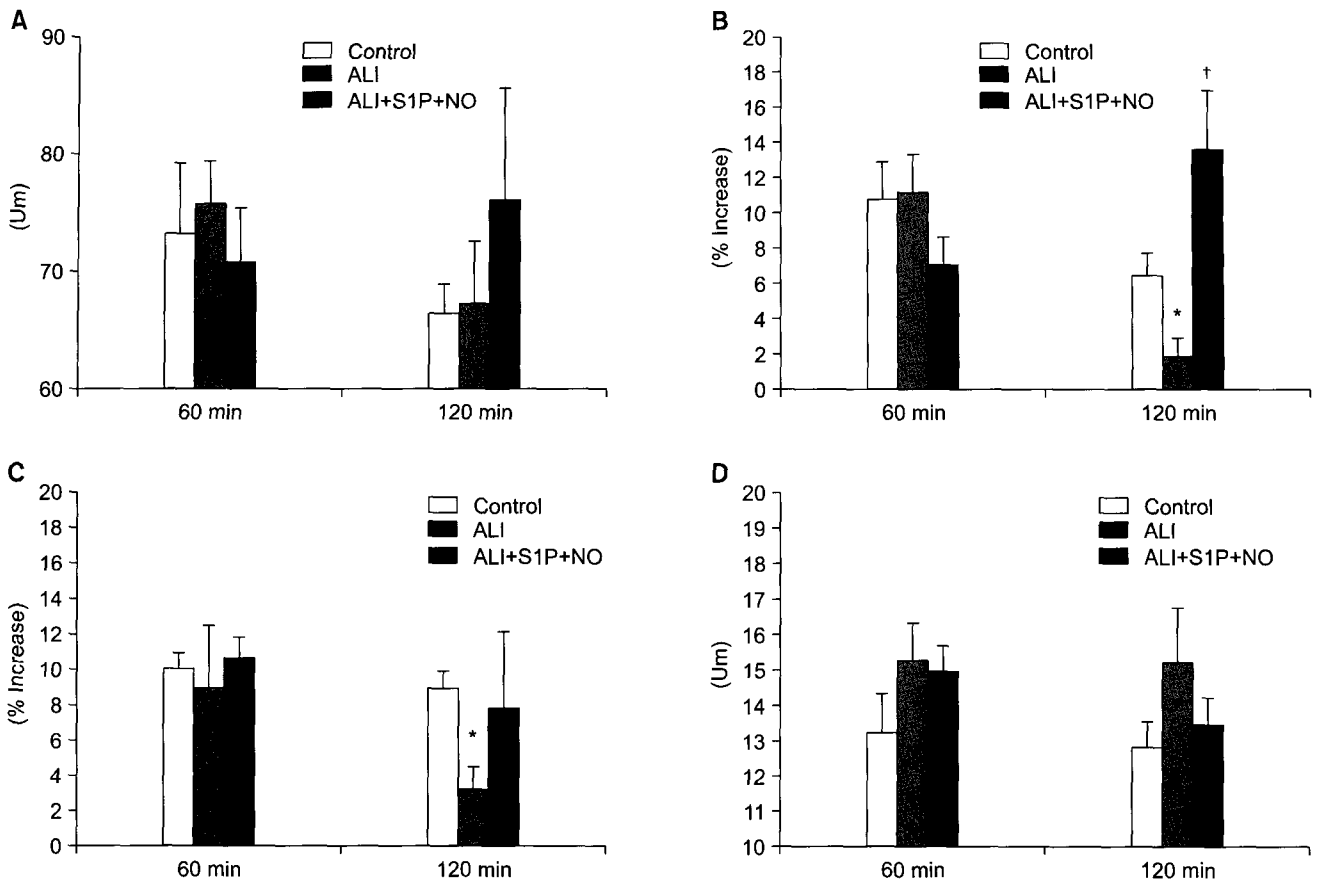 A
90
80
70
60
(Um)
Control
ALI
ALI+S1P+NO
60 min
120 min
B
20
18
16
14
12
10
8
6
4
2
0
(% Increase)
Control
ALI
ALI+S1P+NO
*
†
60 min
120 min
C
20
18
16
14
12
10
8
6
4
2
0
(% Increase)
Control
ALI
ALI+S1P+NO
*
60 min
120 min
D
20
19
18
17
16
15
14
13
12
11
10
(Um)
Control
ALI
ALI+S1P+NO
60 min
120 min